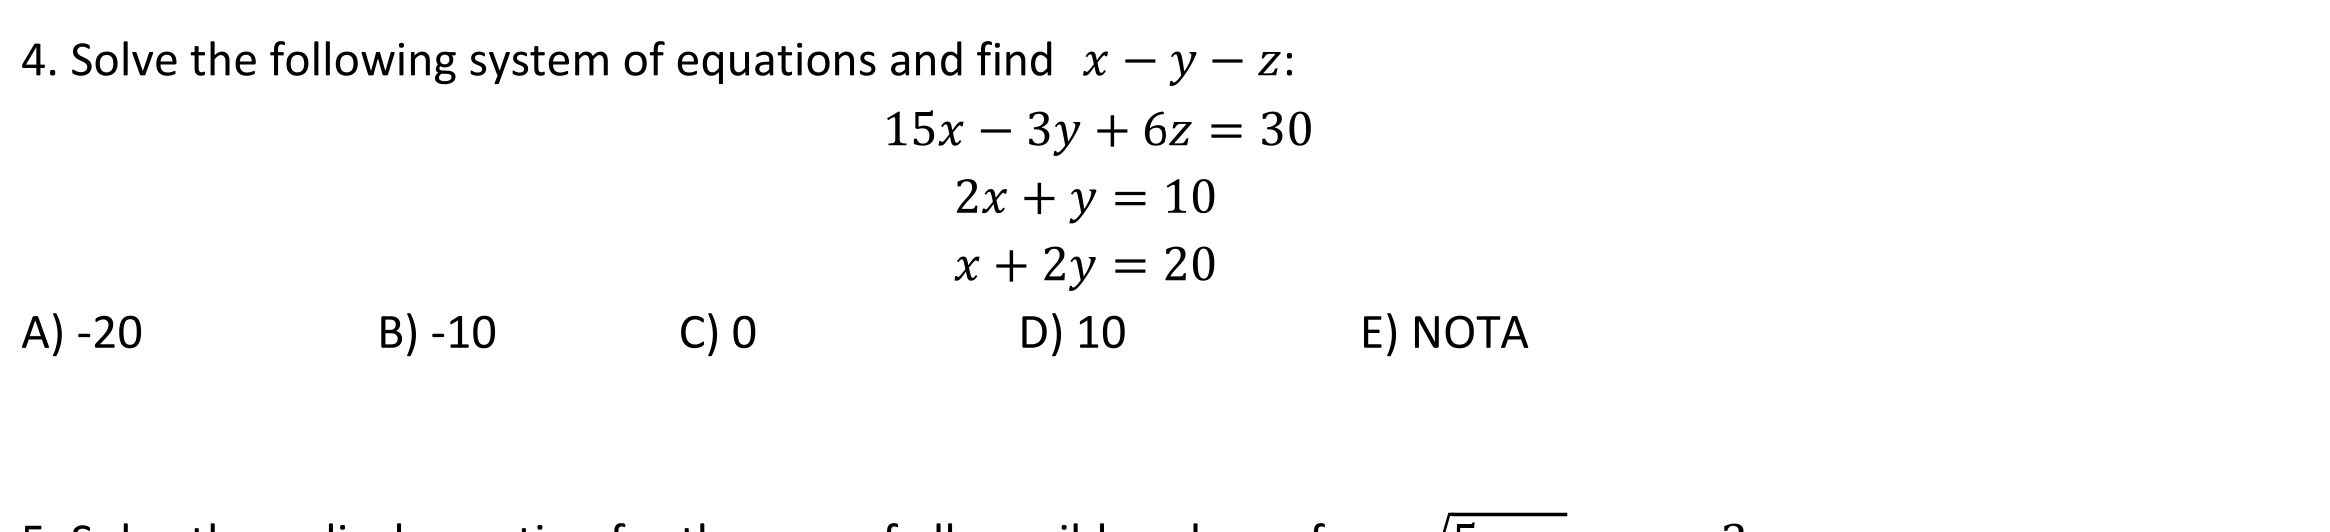 4. Solve the following system of equations and find x − y − z:
15x − 3y + 6z = 30
2x + y = 10
x + 2y = 20
A) -20 B) -10 C) 0 D) 10 E) NOTA